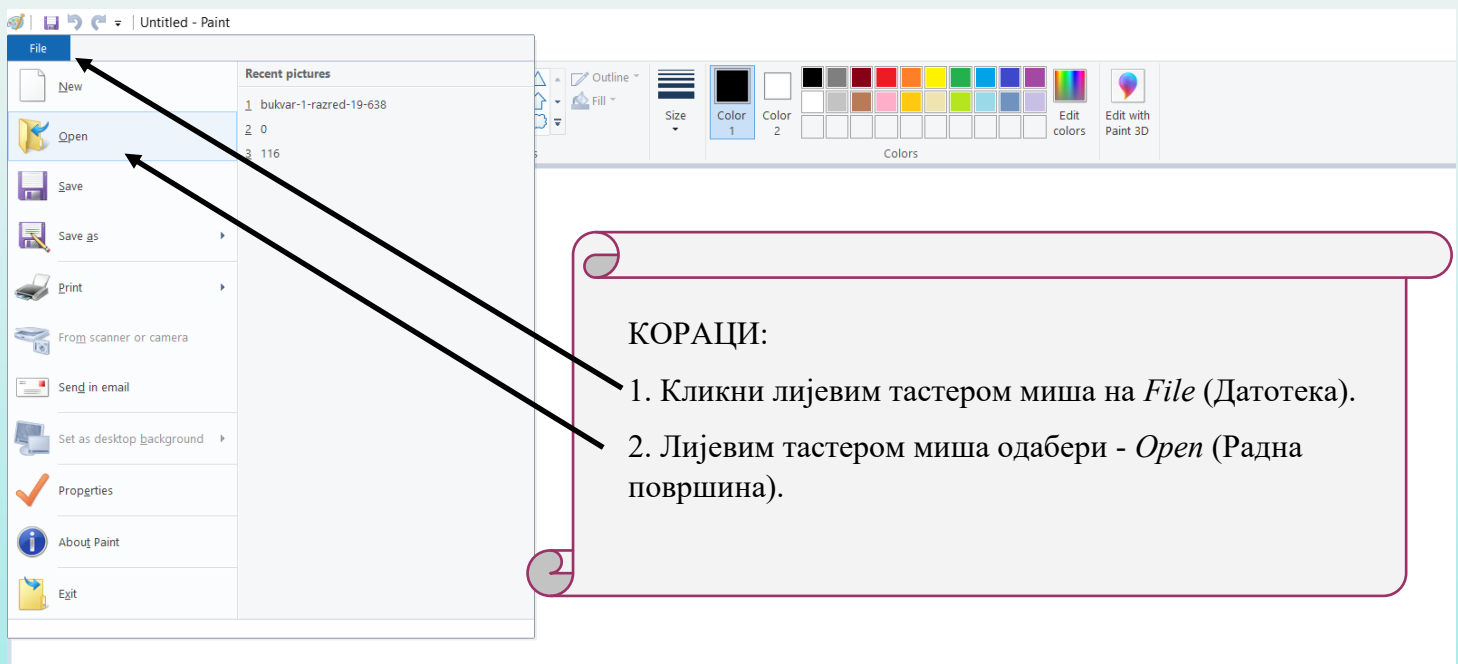 Untitled - Paint
File
New
Open
Save
Save as
Print
From scanner or camera
Send in email
Set as desktop background
Properties
About Paint
Exit
Recent pictures
1 bukvar-1-razred-19-638
2 0
3 116
Outline
Fill
Size
Color
1
Color
2
Edit
colors
Edit with
Paint 3D
Colors
КОРАЦИ:
1. Кликни лијевим тастером миша на File (Датотека).
2. Лијевим тастером миша одабери - Open (Радна
површина).